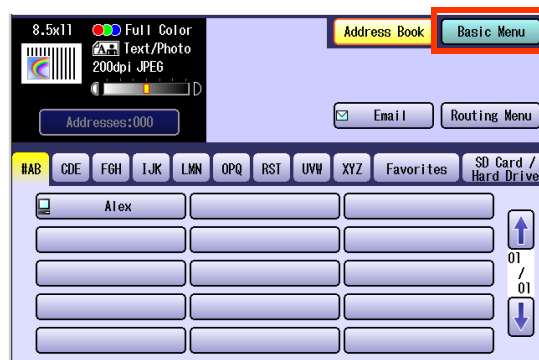 8.5x11 Full Color
A Text/Photo
200dpi JPEG
D
Addresses:000
Address Book Basic Menu
Email Routing Menu
#AB CDE FGH IJK LMN OPQ RST UVW XYZ Favorites SD Card /
Hard Drive
Alex
01
/
01